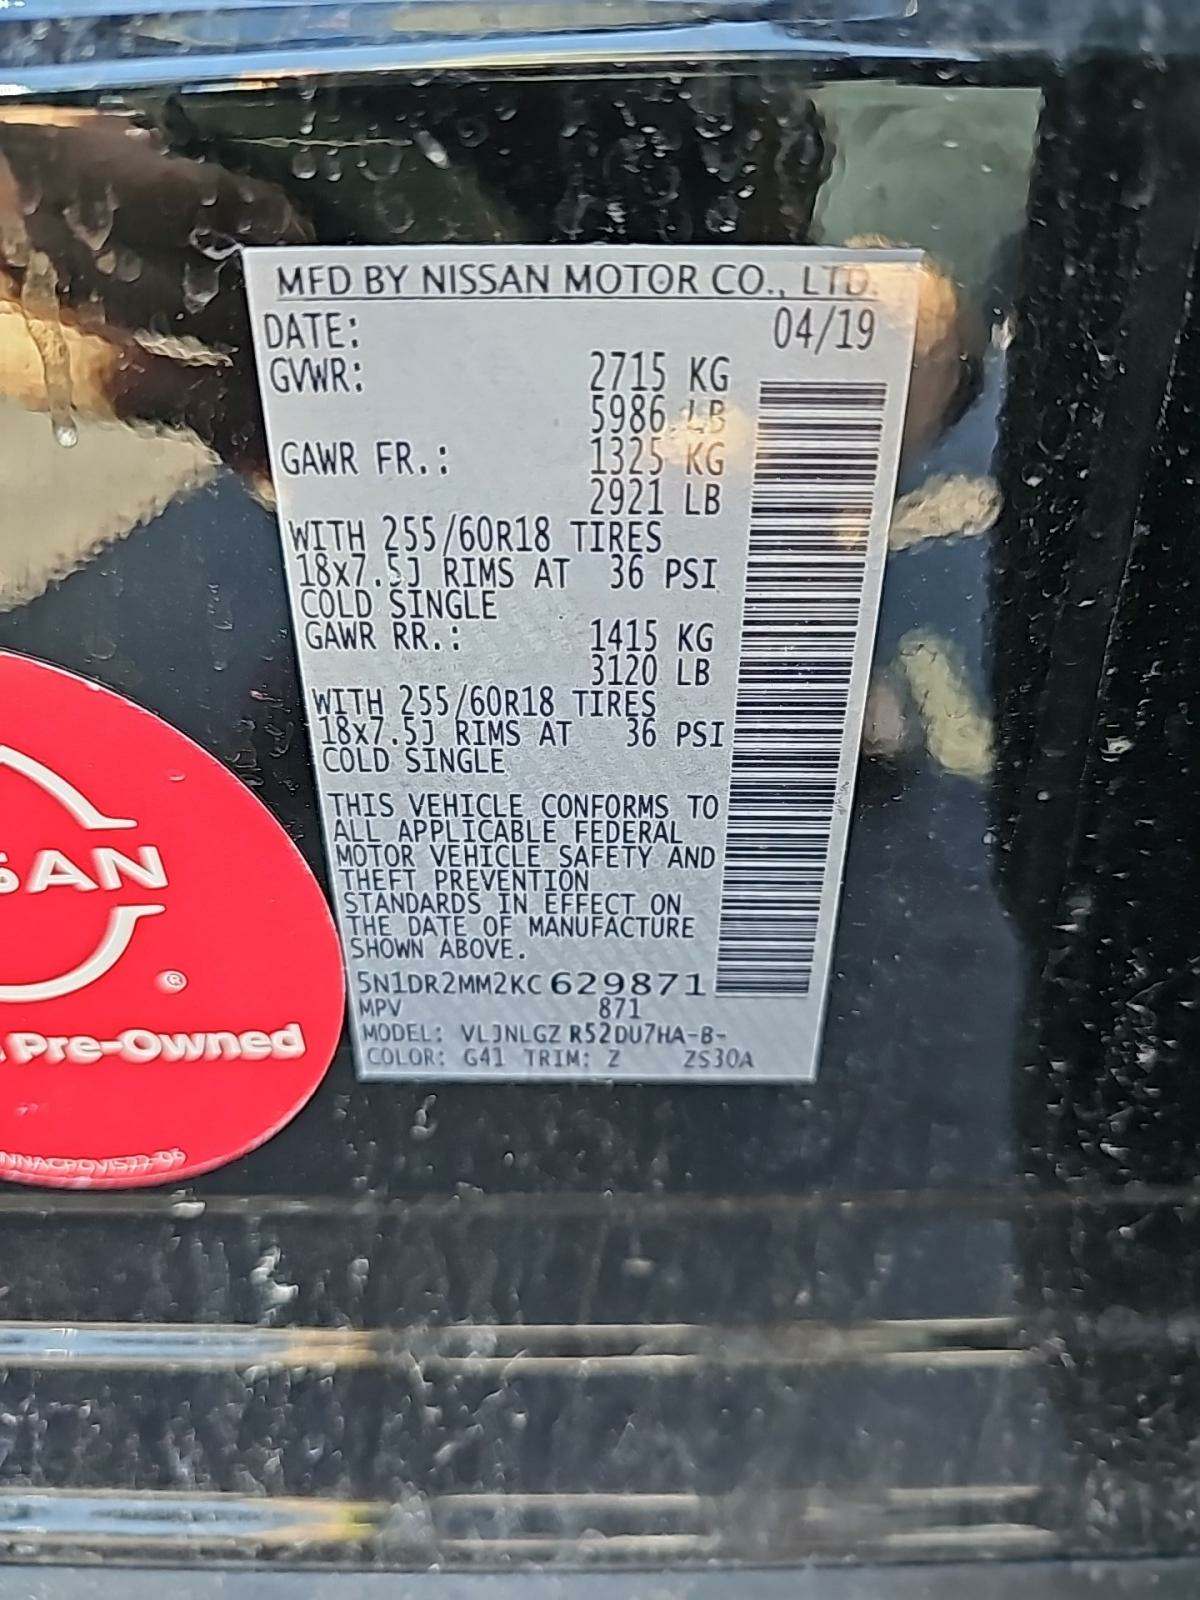 MFD BY NISSAN MOTOR CO., LTD.
DATE: 04/19
GVWR: 2715 KG
5986 LB
GAWR FR.: 1325 KG
2921 LB
WITH 255/60R18 TIRES
18x7.5J RIMS AT 36 PSI
COLD SINGLE
GAWR RR.: 1415 KG
3120 LB
WITH 255/60R18 TIRES
18x7.5J RIMS AT 36 PSI
COLD SINGLE
THIS VEHICLE CONFORMS TO
ALL APPLICABLE FEDERAL
MOTOR VEHICLE SAFETY AND
THEFT PREVENTION
STANDARDS IN EFFECT ON
THE DATE OF MANUFACTURE
SHOWN ABOVE.
5N1DR2MM2KC629871
MPV 871
MODEL: VLJNLGZ R52DU7HA-B-
COLOR: G41 TRIM: Z ZS30A
SAN
®
Pre-Owned